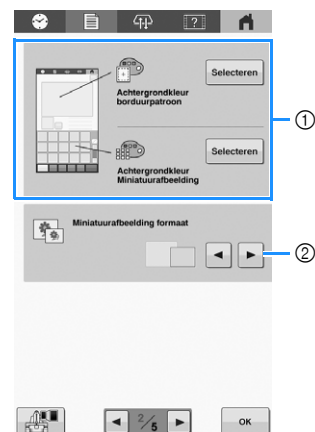 ?
Achtergrondkleur
borduurpatroon
Selecteren
Achtergrondkleur
Miniatuurafbeelding
Selecteren
①
Miniatuurafbeelding formaat
②
2/5
OK